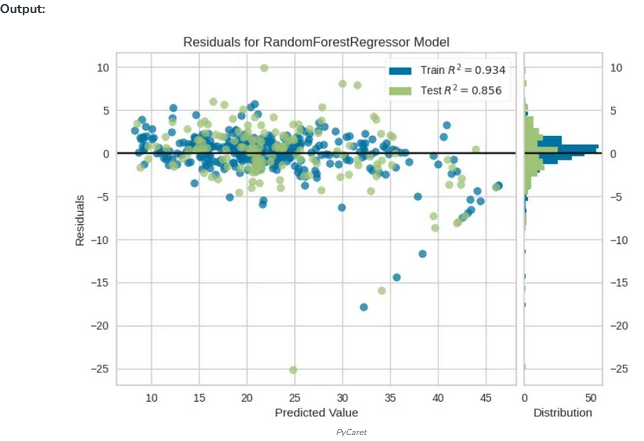 Output:
Residuals for RandomForestRegressor Model
Train R² = 0.934
Test R² = 0.856
Residuals
10
5
0
−5
−10
−15
−20
−25
10
5
0
−5
−10
−15
−20
−25
10 15 20 25 30 35 40 45
0 50
Predicted Value
Distribution
PyCaret